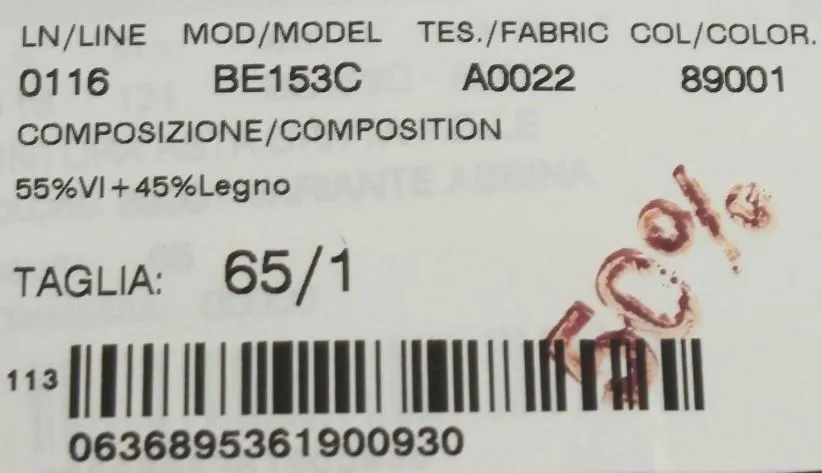 LN/LINE MOD/MODEL TES./FABRIC COL/COLOR.
0116 BE153C A0022 89001
COMPOSIZIONE/COMPOSITION
55%VI+45%Legno
50%
TAGLIA: 65/1
113
0636895361900930